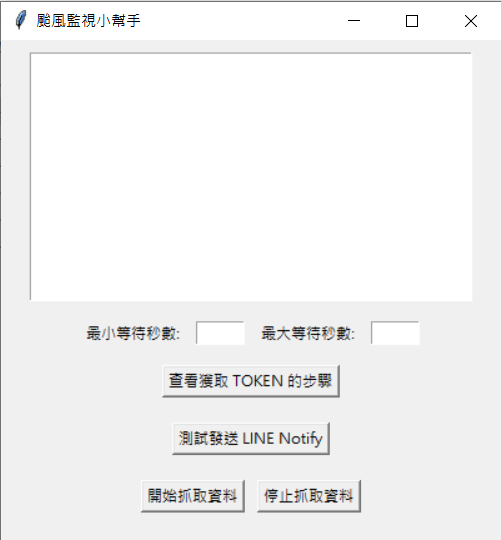 颱風監視小幫手
最小等待秒數: 最大等待秒數:
查看獲取 TOKEN 的步驟
測試發送 LINE Notify
開始抓取資料 停止抓取資料